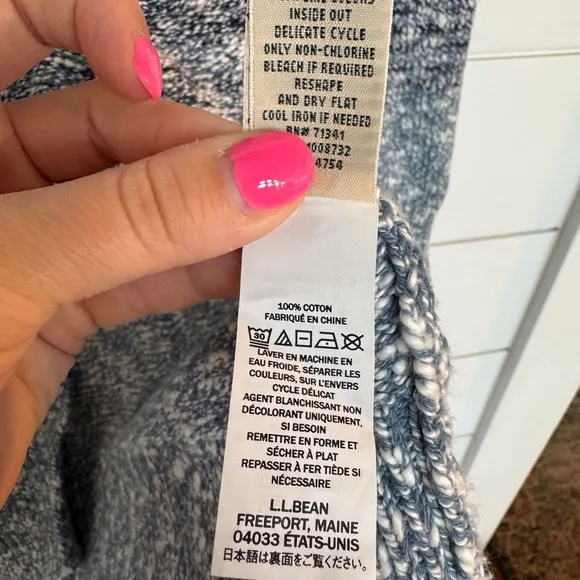 INSIDE OUT
DELICATE CYCLE
ONLY NON-CHLORINE
BLEACH IF REQUIRED
RESHAPE
AND DRY FLAT
COOL IRON IF NEEDED
RN# 71341
008732
4754
100% COTON
FABRIQUÉ EN CHINE
30
LAVER EN MACHINE EN
EAU FROIDE, SÉPARER LES
COULEURS, SUR L'ENVERS
CYCLE DÉLICAT
AGENT BLANCHISSANT NON
DÉCOLORANT UNIQUEMENT,
SI BESOIN
REMETTRE EN FORME ET
SÉCHER À PLAT
REPASSER À FER TIÈDE SI
NÉCESSAIRE
L.L.BEAN
FREEPORT, MAINE
04033 ÉTATS-UNIS
日本語は裏面をご覧ください。